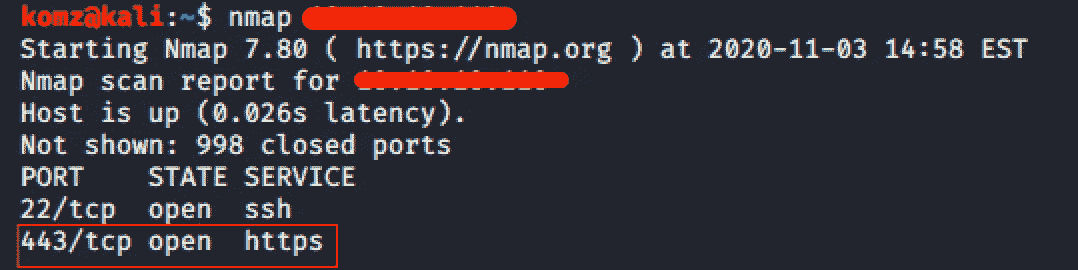 komz@kali:~$ nmap
Starting Nmap 7.80 ( https://nmap.org ) at 2020-11-03 14:58 EST
Nmap scan report for
Host is up (0.026s latency).
Not shown: 998 closed ports
PORT    STATE SERVICE
22/tcp  open  ssh
443/tcp open  https